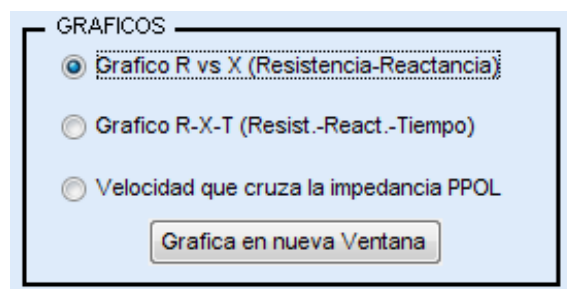 GRAFICOS
Grafico R vs X (Resistencia-Reactancia)
Grafico R-X-T (Resist.-React.-Tiempo)
Velocidad que cruza la impedancia PPOL
Grafica en nueva Ventana